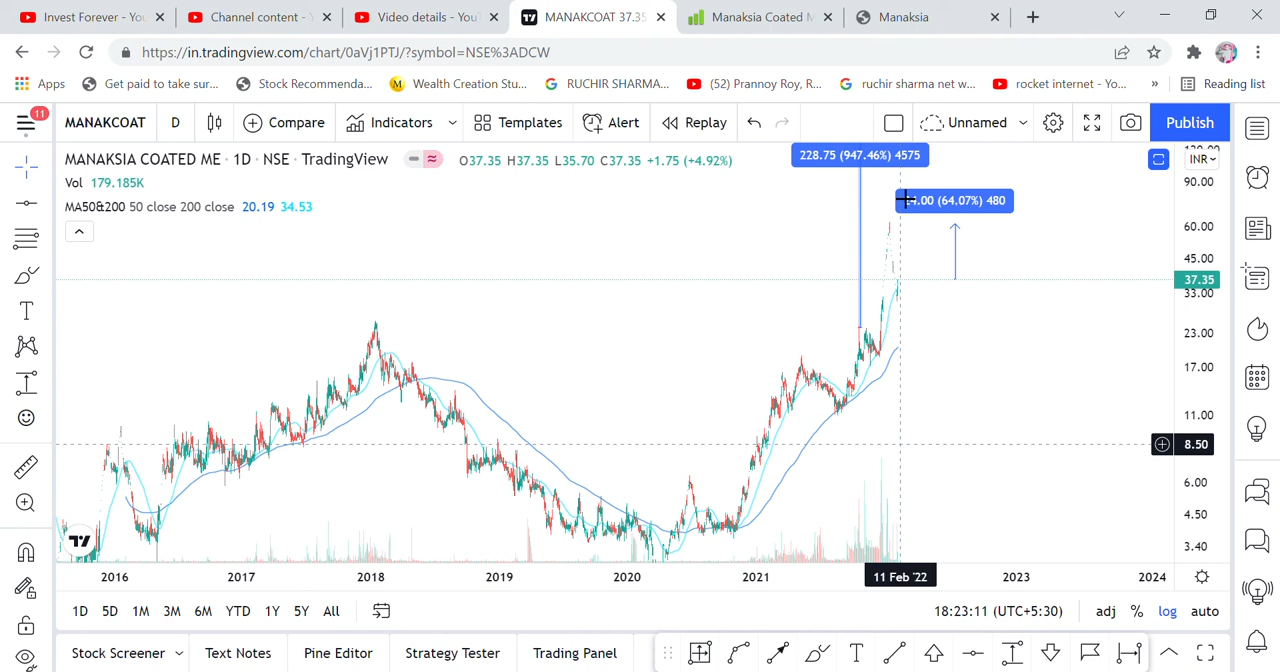 Invest Forever - You
Channel content -
Video details - You
MANAKCOAT 37.35
Manaksia Coated M
Manaksia
https://in.tradingview.com/chart/0aVj1PTJ/?symbol=NSE%3ADCW
Apps
Get paid to take sur...
Stock Recommenda...
M Wealth Creation Stu...
RUCHIR SHARMA...
(52) Prannoy Roy, R...
ruchir sharma net w...
rocket internet - Yo...
»
Reading list
11
MANAKCOAT
D
Compare
Indicators
Templates
Alert
Replay
Unnamed
Publish
MANAKSIA COATED ME · 1D · NSE · TradingView
O37.35 H37.35 L35.70 C37.35 +1.75 (+4.92%)
228.75 (947.46%) 4575
INR
Vol 179.185K
90.00
MA50&200 50 close 200 close 20.19 34.53
(64.07%) 480
60.00
45.00
37.35
33.00
23.00
17.00
11.00
8.50
6.00
4.50
3.40
2016
2017
2018
2019
2020
2021
11 Feb '22
2023
2024
1D
5D
1M
3M
6M
YTD
1Y
5Y
All
18:23:11 (UTC+5:30)
adj
%
log
auto
Stock Screener
Text Notes
Pine Editor
Strategy Tester
Trading Panel